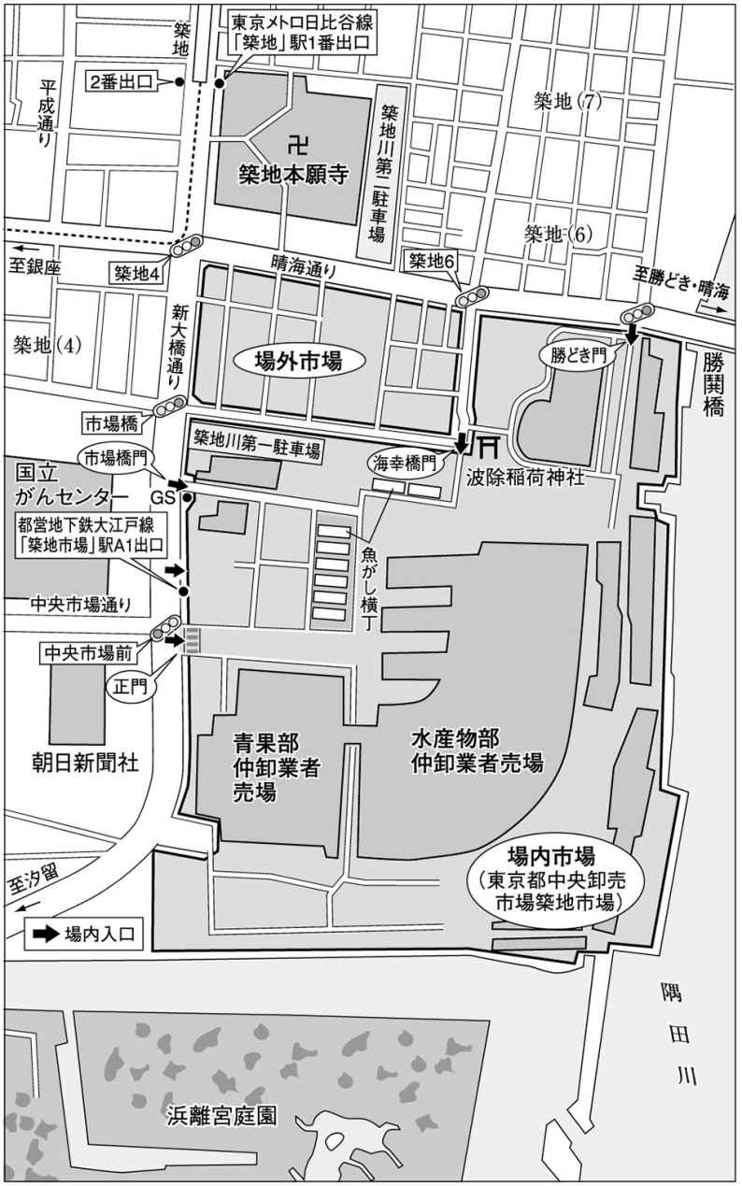 築地
東京メトロ日比谷線
「築地」駅1番出口
2番出口
平成通り
卍
築地本願寺
築地川第二駐車場
築地(7)
築地(6)
至銀座
築地4
晴海通り
築地6
至勝どき・晴海
築地(4)
新大橋通り
場外市場
勝どき門
勝鬨橋
市場橋
築地川第一駐車場
海幸橋門
波除稲荷神社
市場橋門
国立
がんセンター
GS
都営地下鉄大江戸線
「築地市場」駅A1出口
魚がし横丁
中央市場通り
中央市場前
正門
朝日新聞社
青果部
仲卸業者
売場
水産物部
仲卸業者売場
場内市場
(東京都中央卸売
市場築地市場)
至汐留
場内入口
隅田川
浜離宮庭園